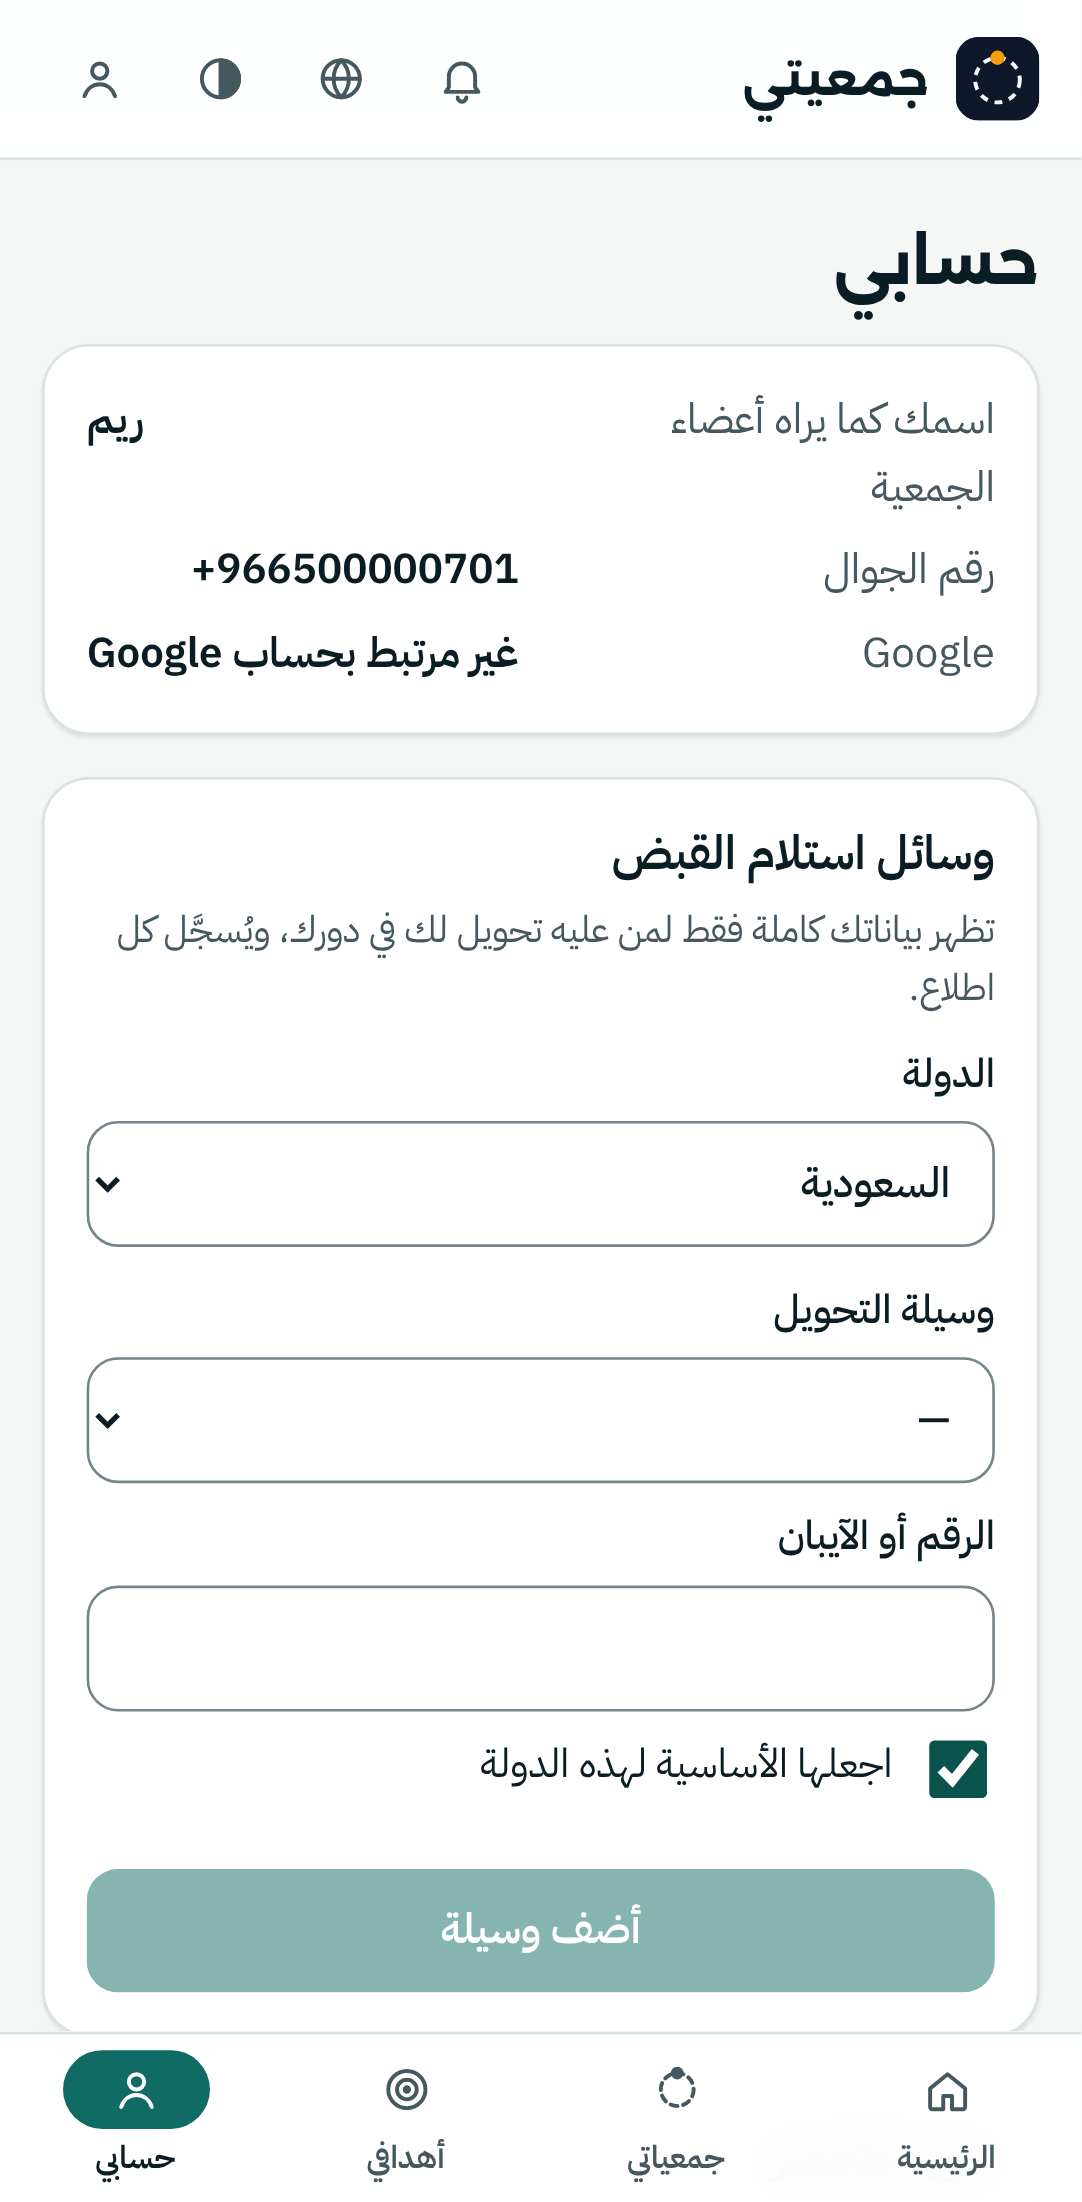 جمعيتي
حسابي
اسمك كما يراه أعضاء
الجمعية
ريم
رقم الجوال
+966500000701
Google
غير مرتبط بحساب Google
وسائل استلام القبض
تظهر بياناتك كاملة فقط لمن عليه تحويل لك في دورك، ويُسجَّل كل
اطلاع.
الدولة
السعودية
وسيلة التحويل
—
الرقم أو الآيبان
اجعلها الأساسية لهذه الدولة
أضف وسيلة
الرئيسية
جمعياتي
أهدافي
حسابي